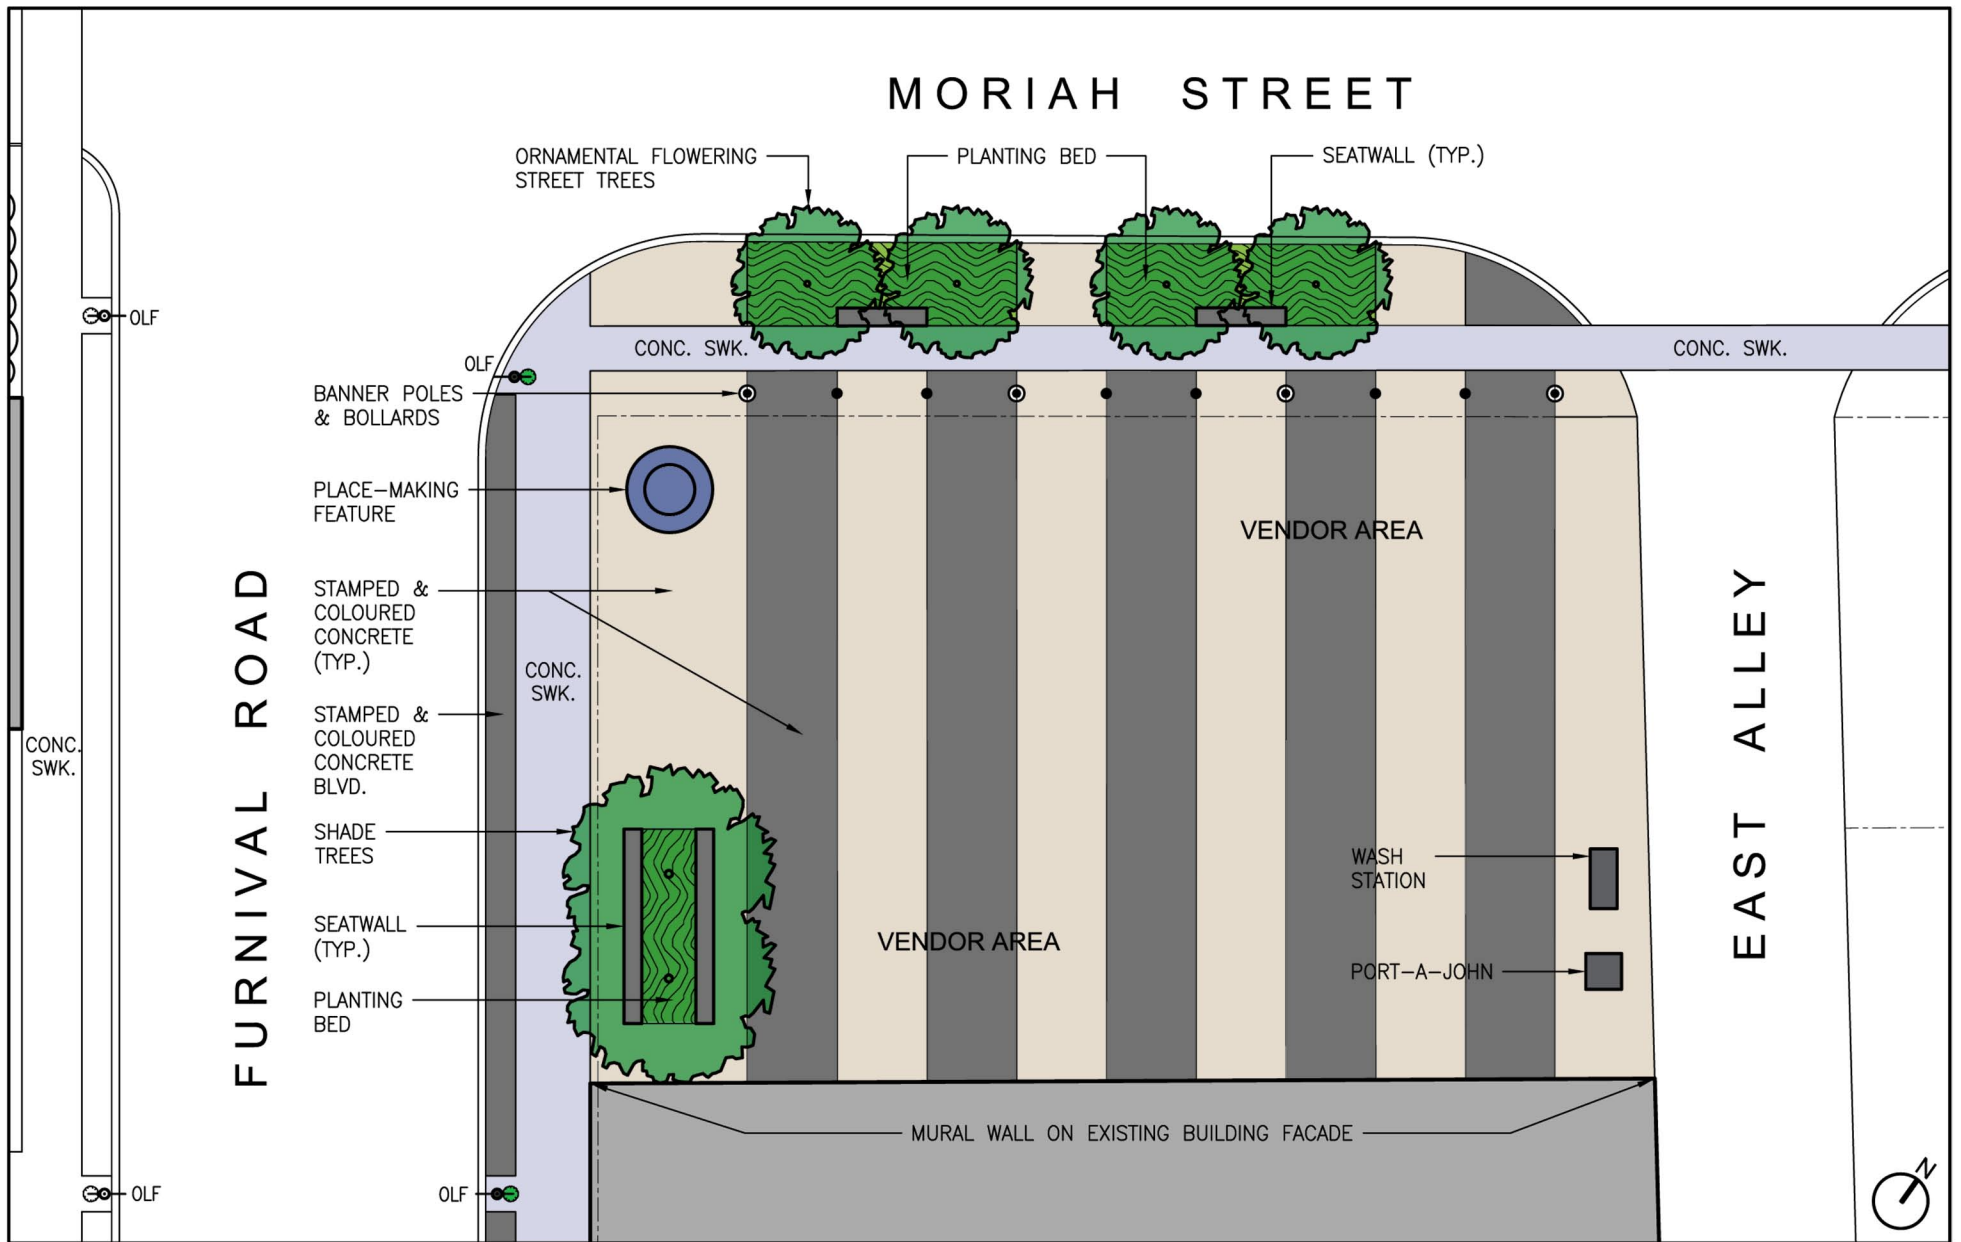 MORIAH STREET
ORNAMENTAL FLOWERING
STREET TREES
PLANTING BED
SEATWALL (TYP.)
OLF
CONC. SWK.
CONC. SWK.
OLF
BANNER POLES
& BOLLARDS
PLACE-MAKING
FEATURE
VENDOR AREA
STAMPED &
COLOURED
CONCRETE
(TYP.)
CONC.
SWK.
STAMPED &
COLOURED
CONCRETE
BLVD.
CONC.
SWK.
FURNIVAL ROAD
EAST ALLEY
SHADE
TREES
WASH
STATION
SEATWALL
(TYP.)
VENDOR AREA
PORT-A-JOHN
PLANTING
BED
MURAL WALL ON EXISTING BUILDING FACADE
OLF
OLF
N